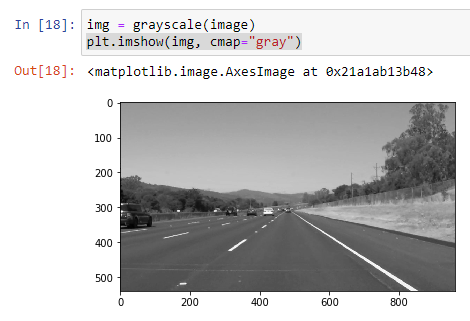 In [18]: img = grayscale(image)
plt.imshow(img, cmap="gray")
Out[18]: <matplotlib.image.AxesImage at 0x21a1ab13b48>
0
100
200
300
400
500
0 200 400 600 800